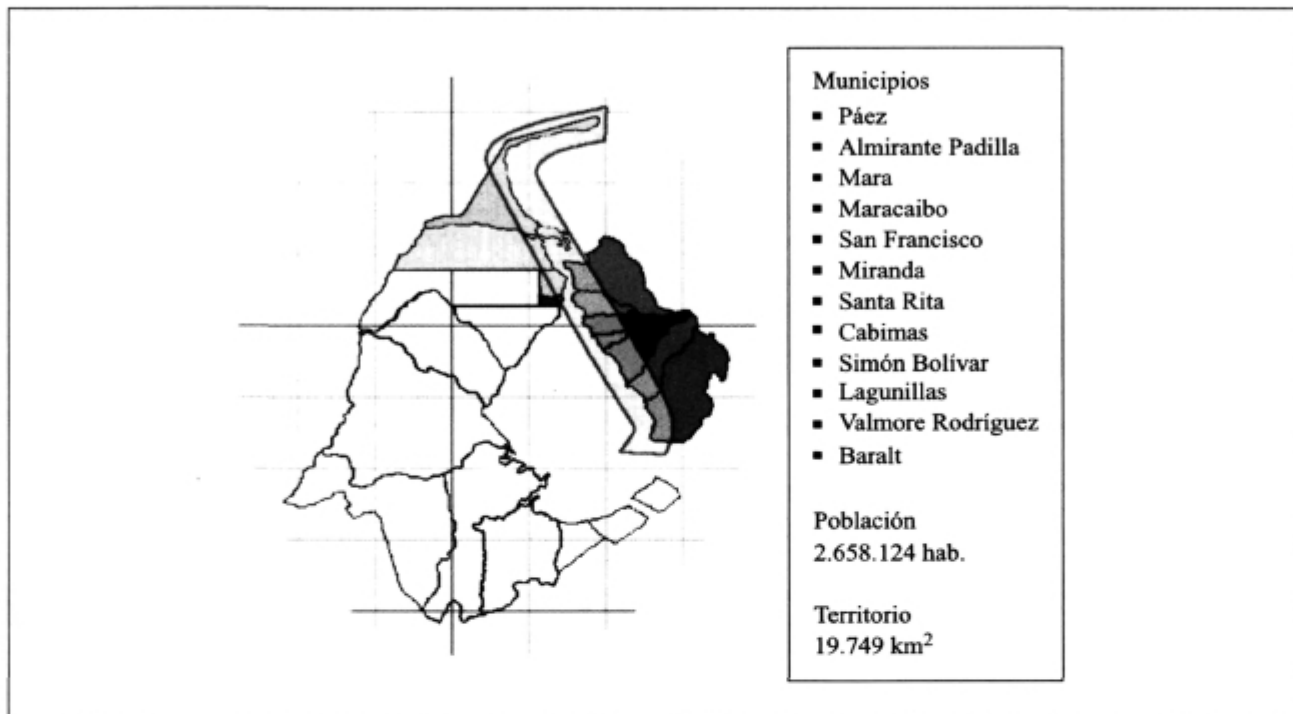 Municipios
▪ Páez
▪ Almirante Padilla
▪ Mara
▪ Maracaibo
▪ San Francisco
▪ Miranda
▪ Santa Rita
▪ Cabimas
▪ Simón Bolívar
▪ Lagunillas
▪ Valmore Rodríguez
▪ Baralt
Población
2.658.124 hab.
Territorio
19.749 km²